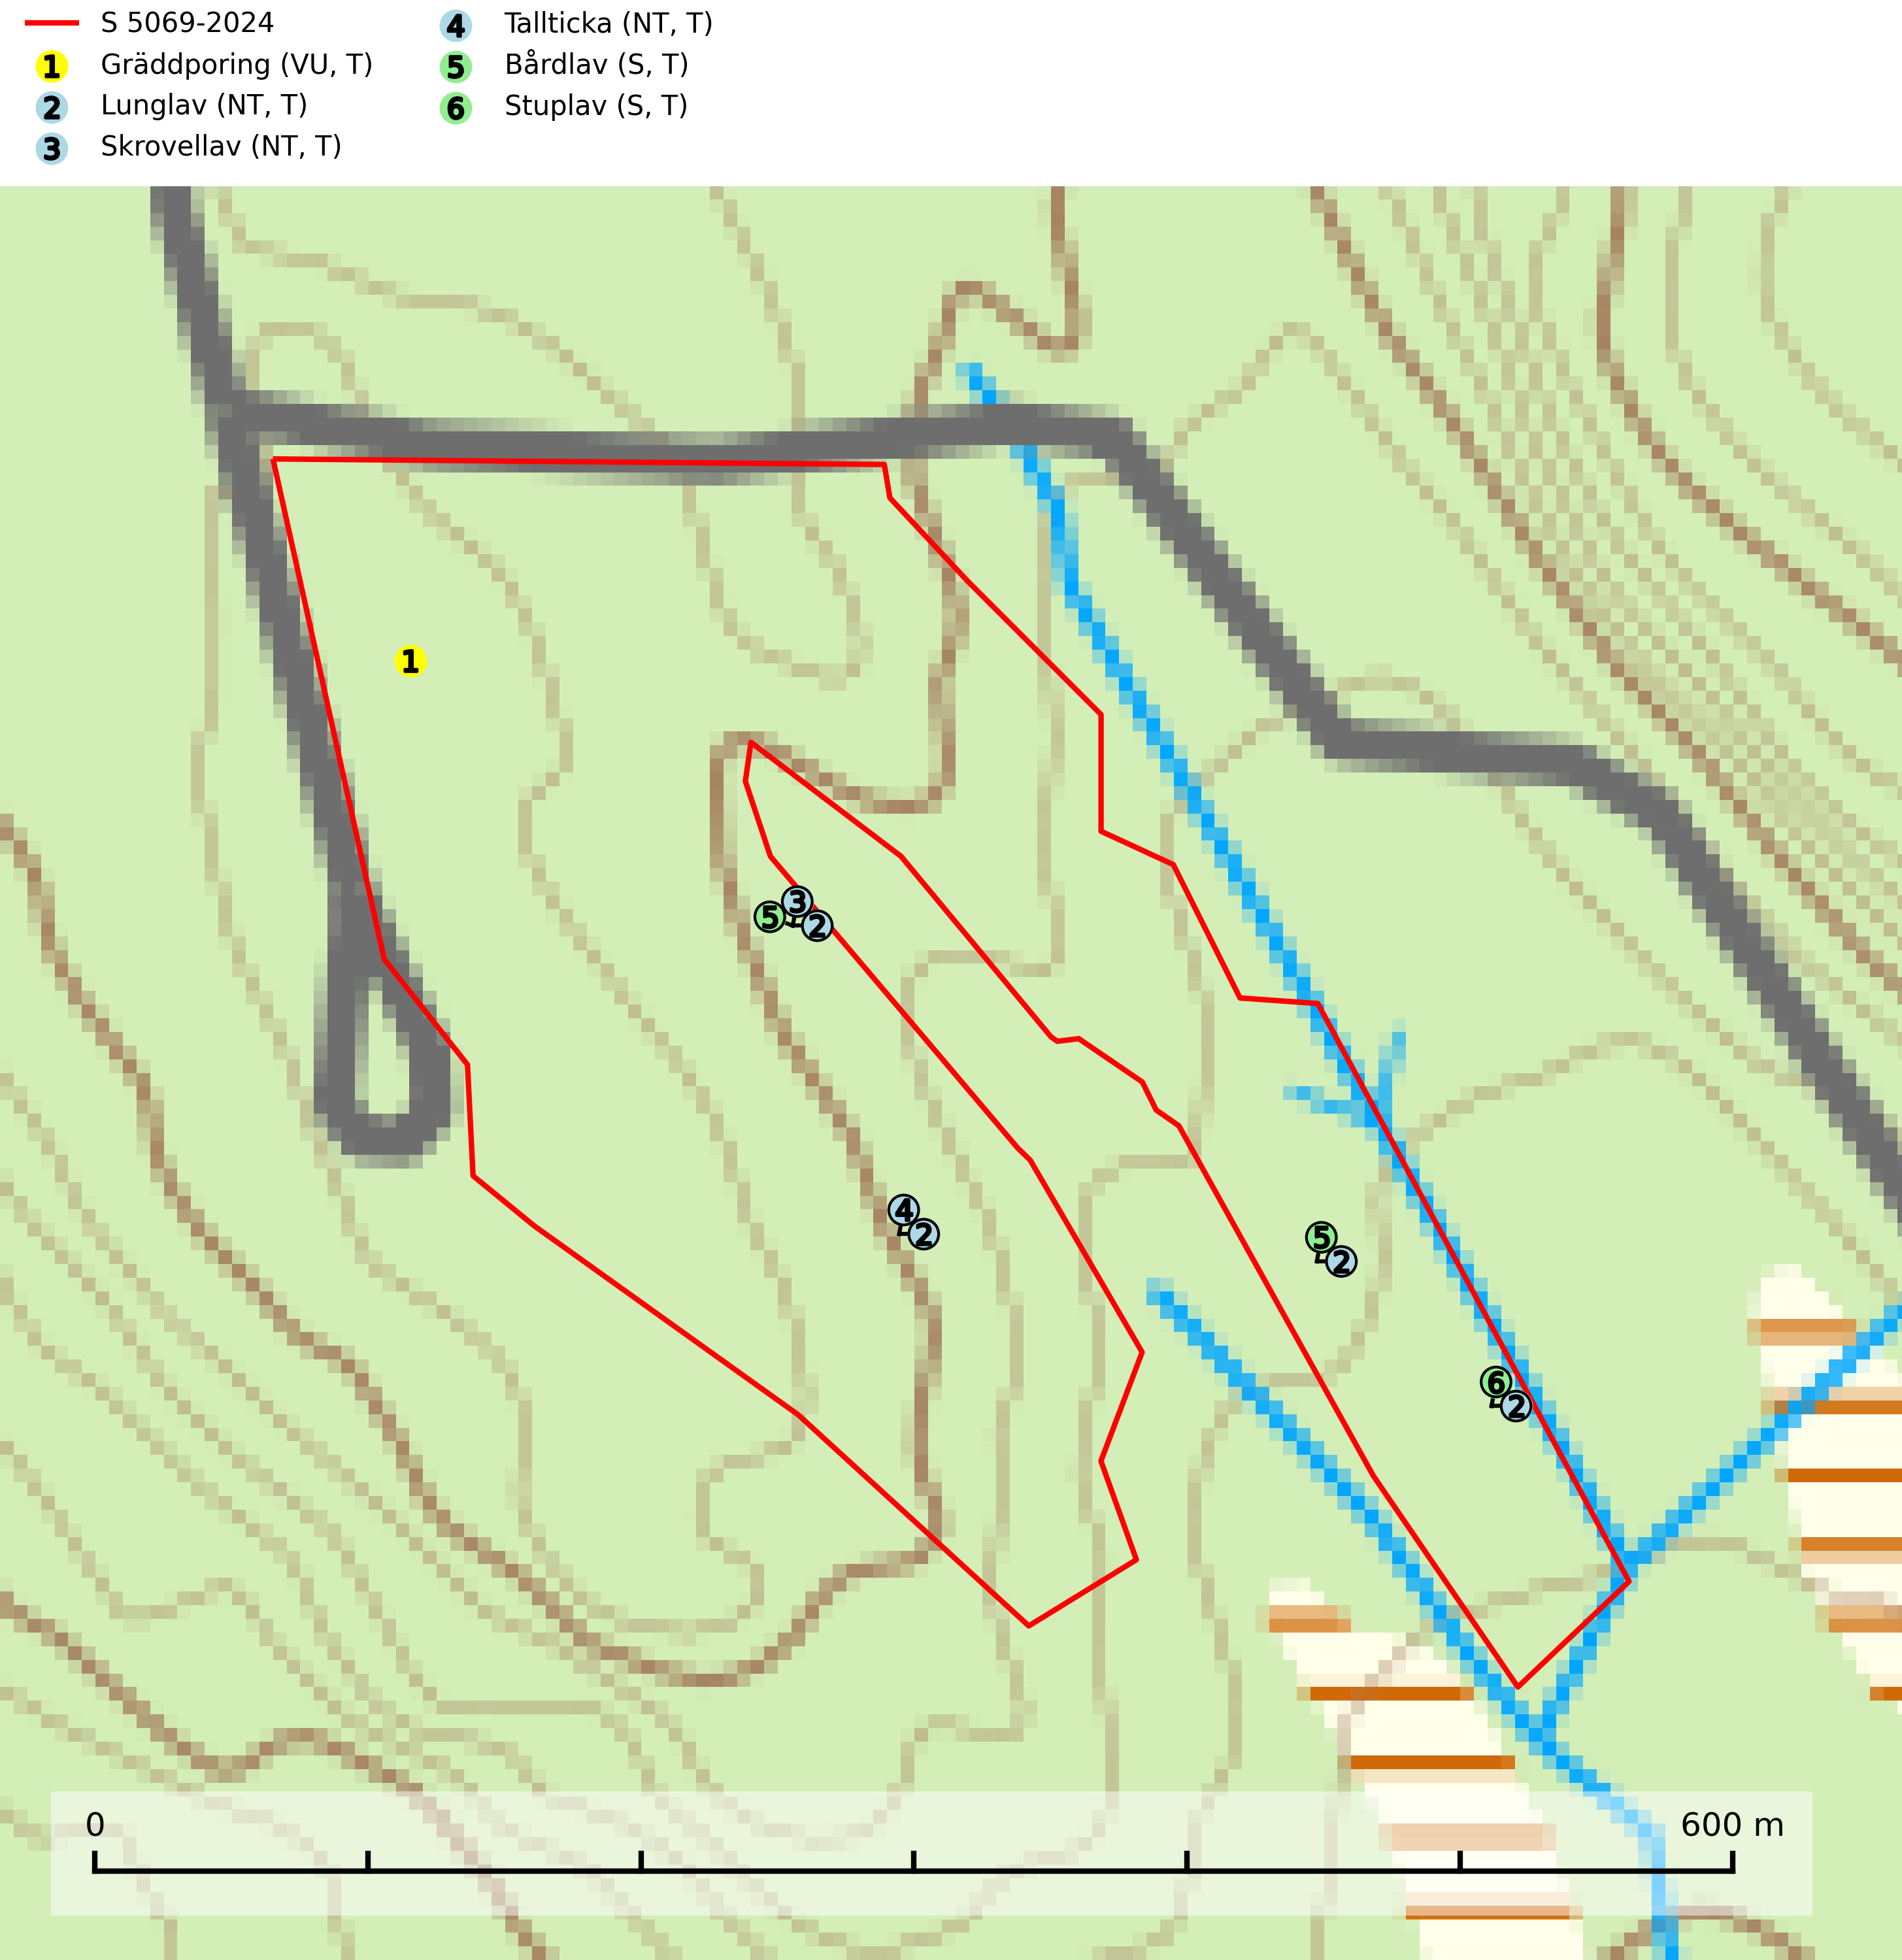 S 5069-2024
1 Gräddporing (VU, T)
2 Lunglav (NT, T)
3 Skrovellav (NT, T)
4 Tallticka (NT, T)
5 Bårdlav (S, T)
6 Stuplav (S, T)
1
3
5
2
4
2
5
2
6
2
0
600 m